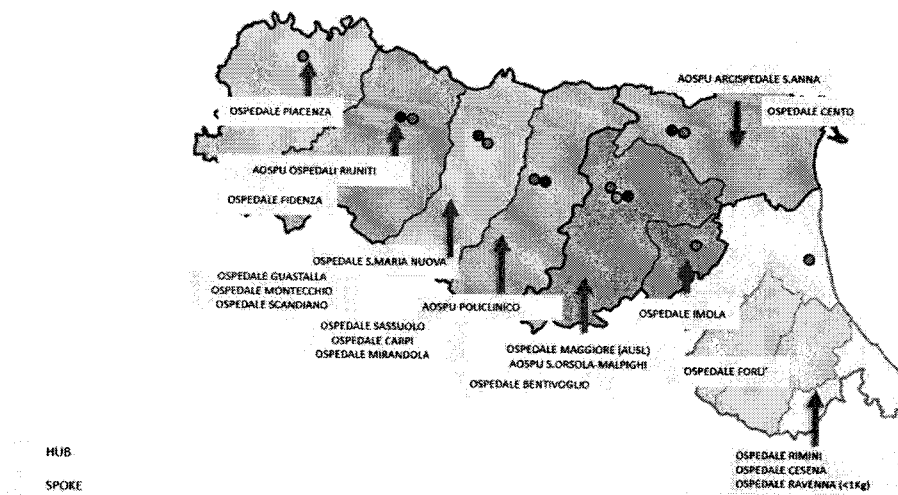 AOSPU ARCISPEDALE S.ANNA
OSPEDALE CENTO
OSPEDALE PIACENZA
AOSPU OSPEDALI RIUNITI
OSPEDALE FIDENZA
OSPEDALE S.MARIA NUOVA
OSPEDALE GUASTALLA
OSPEDALE MONTECCHIO
OSPEDALE SCANDIANO
AOSPU POLICLINICO
OSPEDALE SASSUOLO
OSPEDALE CARPI
OSPEDALE MIRANDOLA
OSPEDALE IMOLA
OSPEDALE MAGGIORE (AUSL)
AOSPU S.ORSOLA-MALPIGHI
OSPEDALE BENTIVOGLIO
OSPEDALE FORLI'
HUB
SPOKE
OSPEDALE RIMINI
OSPEDALE CESENA
OSPEDALE RAVENNA (<1Kg)